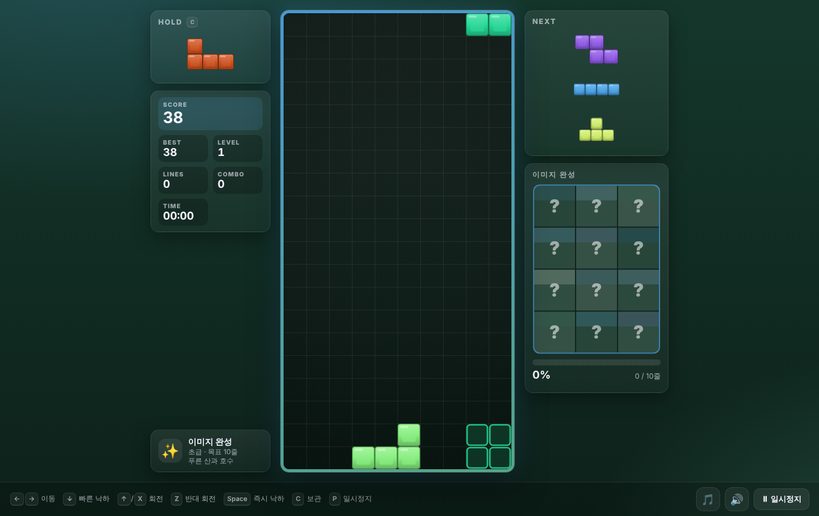 HOLD C
SCORE
38
BEST
38
LEVEL
1
LINES
0
COMBO
0
TIME
00:00
이미지 완성
초급 · 목표 10줄
푸른 산과 호수
NEXT
이미지 완성
? ? ?
? ? ?
? ? ?
? ? ?
0% 0 / 10줄
← → 이동 ↓ 빠른 낙하 ↑ / X 회전 Z 반대 회전 Space 즉시 낙하 C 보관 P 일시정지
⏸ 일시정지